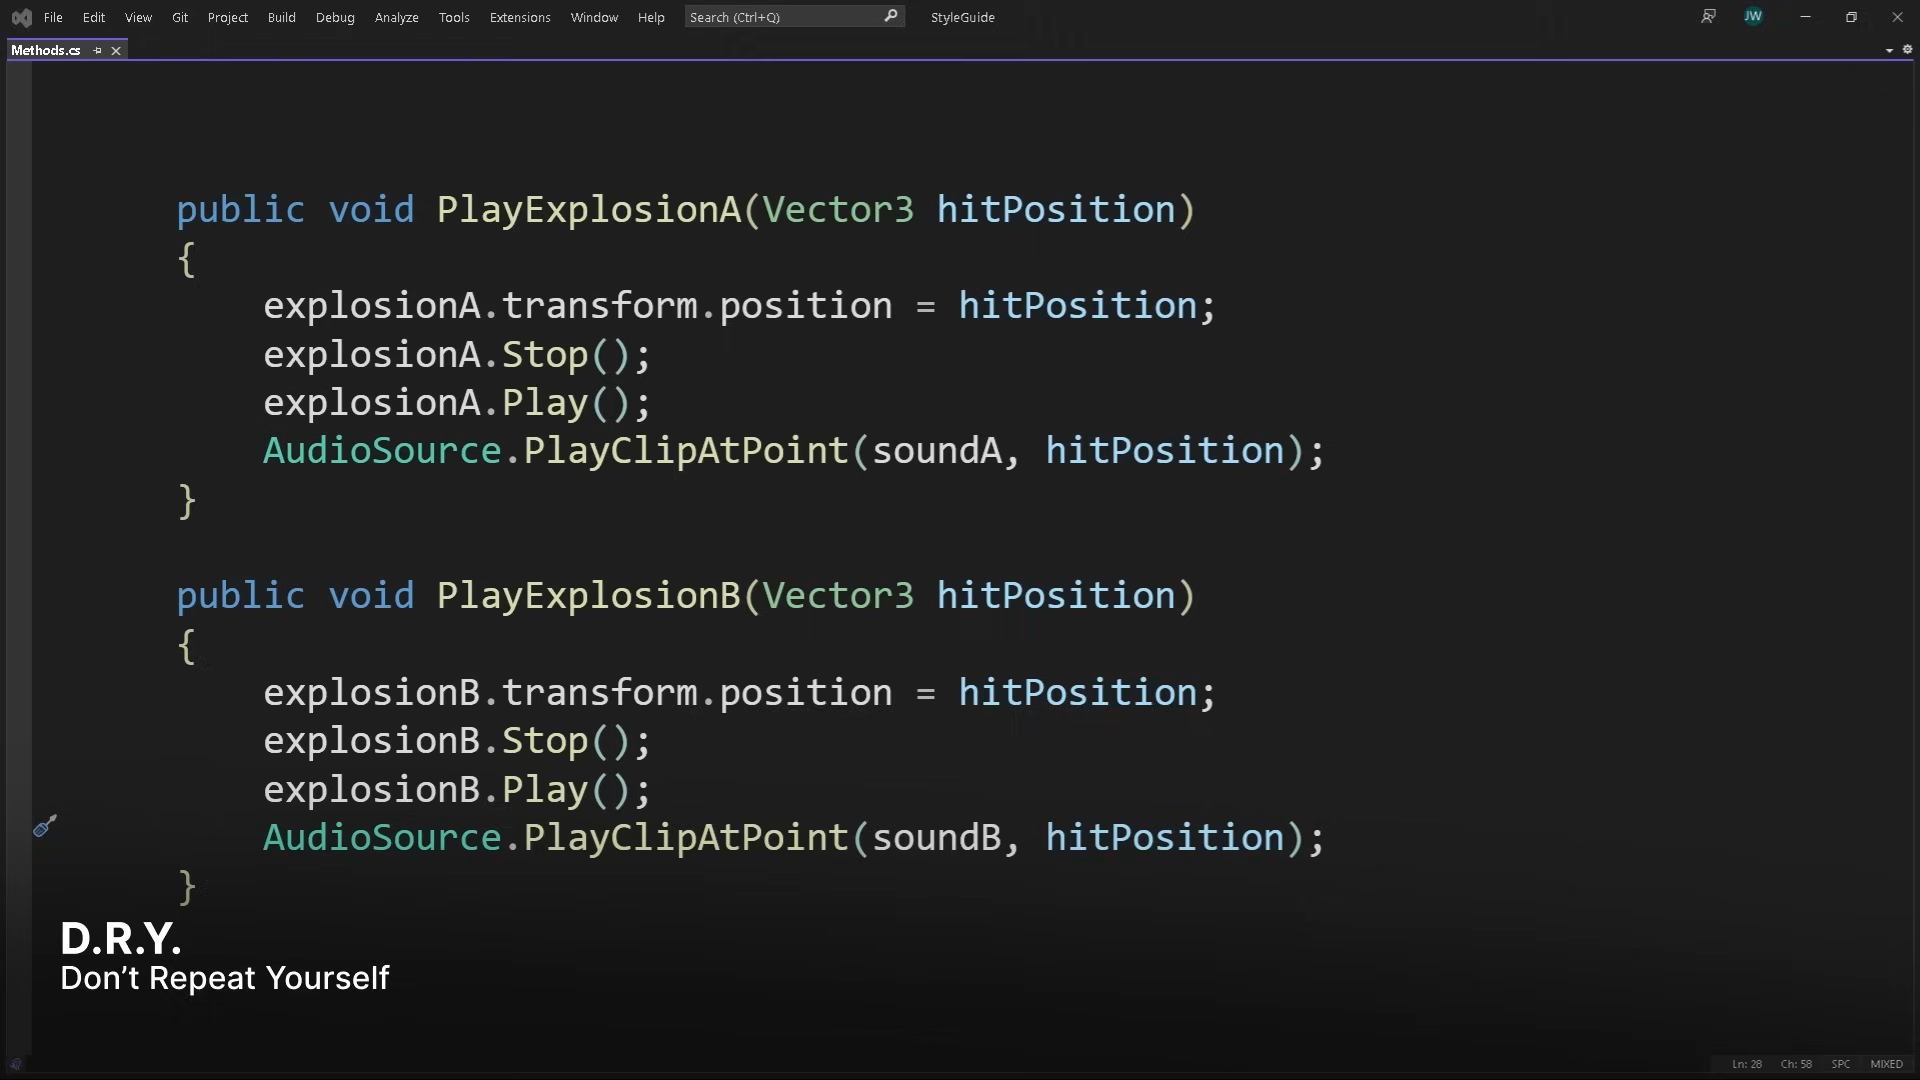 File Edit View Git Project Build Debug Analyze Tools Extensions Window Help Search (Ctrl+Q) StyleGuide JW
Methods.cs
public void PlayExplosionA(Vector3 hitPosition)
{
explosionA.transform.position = hitPosition;
explosionA.Stop();
explosionA.Play();
AudioSource.PlayClipAtPoint(soundA, hitPosition);
}
public void PlayExplosionB(Vector3 hitPosition)
{
explosionB.transform.position = hitPosition;
explosionB.Stop();
explosionB.Play();
AudioSource.PlayClipAtPoint(soundB, hitPosition);
}
D.R.Y.
Don’t Repeat Yourself
Ln: 28 Ch: 58 SPC MIXED